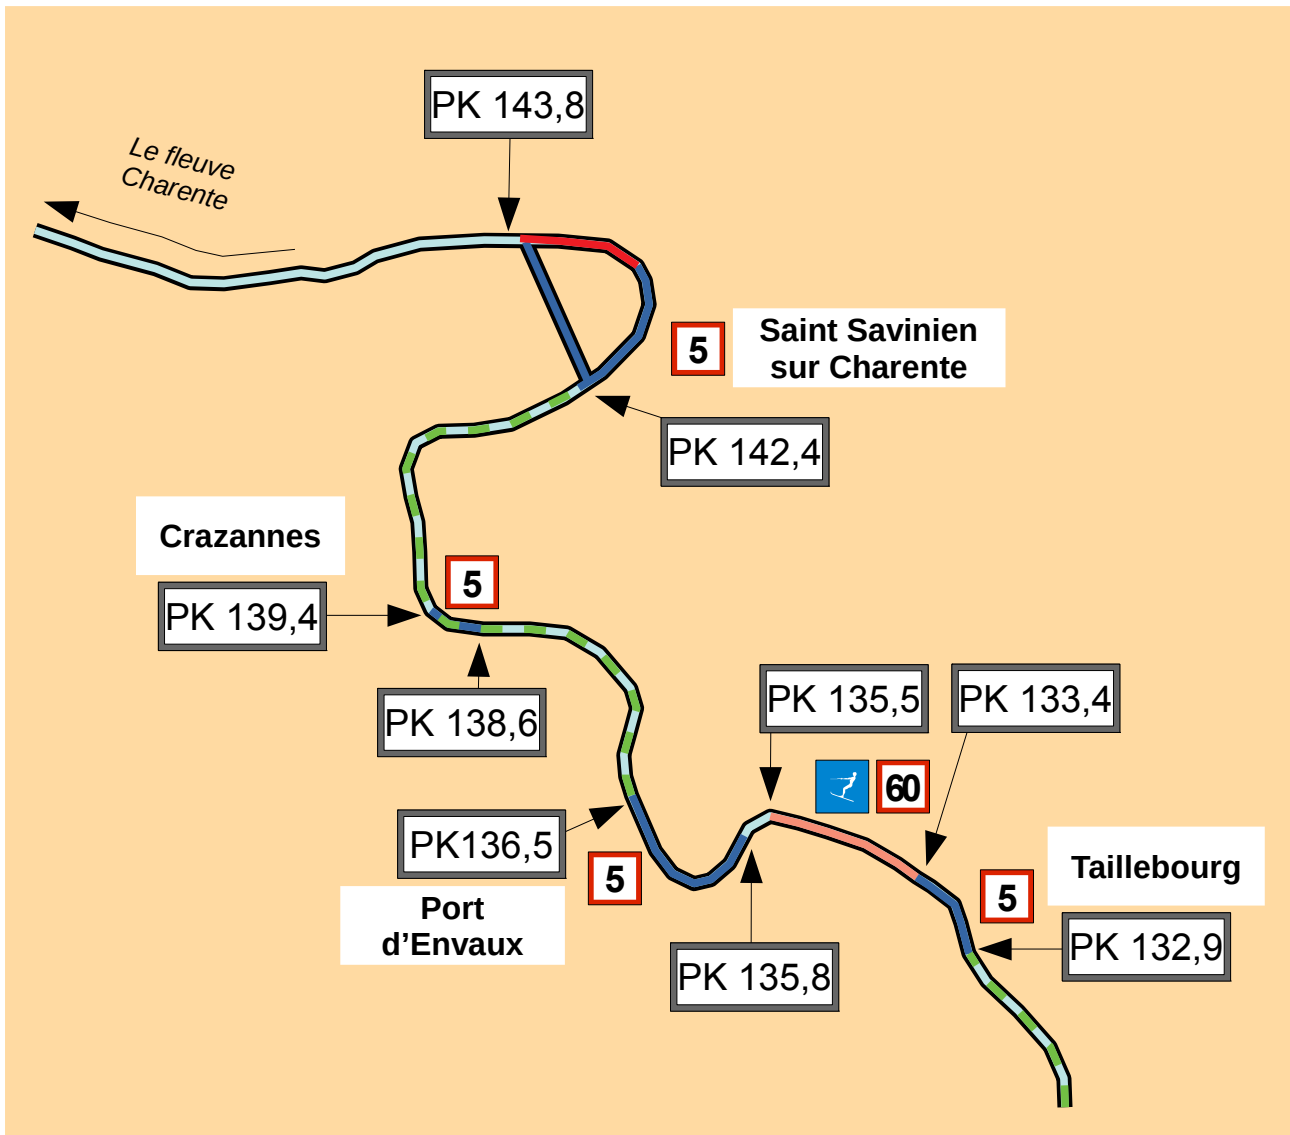 PK 143,8
Le fleuve
Charente
5
Saint Savinien
sur Charente
PK 142,4
Crazannes
5
PK 139,4
PK 138,6
PK 135,5
PK 133,4
60
PK136,5
5
Port
d’Envaux
Taillebourg
5
PK 132,9
PK 135,8